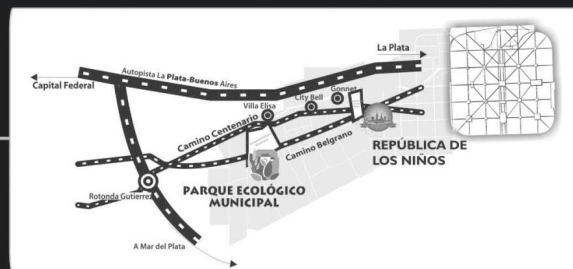 La Plata
Autopista La Plata-Buenos Aires
Capital Federal
Gonnet
City Bell
Villa Elisa
Camino Centenario
Camino Belgrano
REPÚBLICA DE
LOS NIÑOS
PARQUE ECOLÓGICO
MUNICIPAL
Rotonda Gutierrez
A Mar del Plata